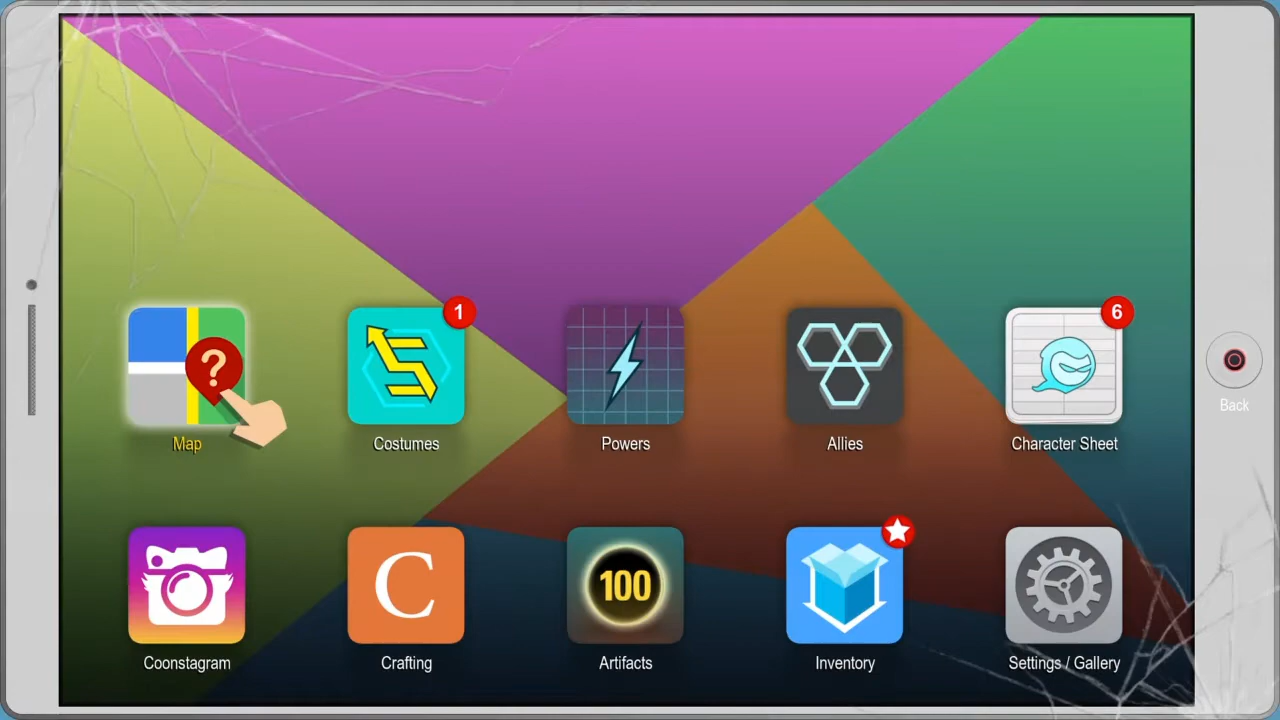 1
6
?
Map
Costumes
Powers
Allies
Character Sheet
Back
C
100
Coonstagram
Crafting
Artifacts
Inventory
Settings / Gallery